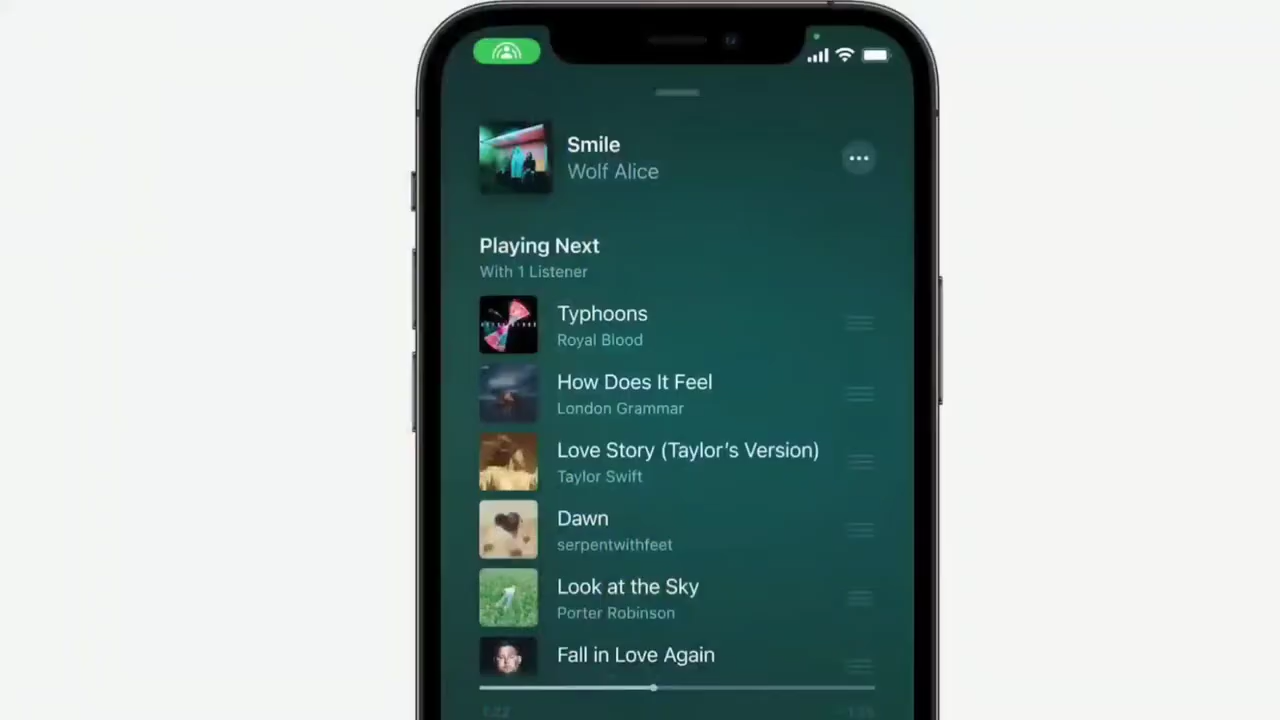 Smile
Wolf Alice
Playing Next
With 1 Listener
Typhoons
Royal Blood
How Does It Feel
London Grammar
Love Story (Taylor's Version)
Taylor Swift
Dawn
serpentwithfeet
Look at the Sky
Porter Robinson
Fall in Love Again